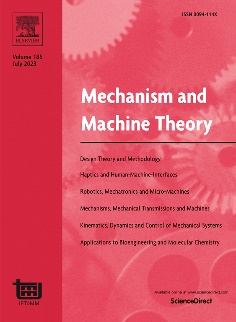 ISSN 0094-114X
ELSEVIER
Volume 185
July 2023
Mechanism and
Machine Theory
Design Theory and Methodology
Haptics and Human-Machine-Interfaces
Robotics, Mechatronics and Micro-Machines
Mechanisms, Mechanical Transmissions and Machines
Kinematics, Dynamics and Control of Mechanical Systems
Applications to Bioengineering and Molecular Chemistry
Available online at www.sciencedirect.com
ScienceDirect
IFToMM